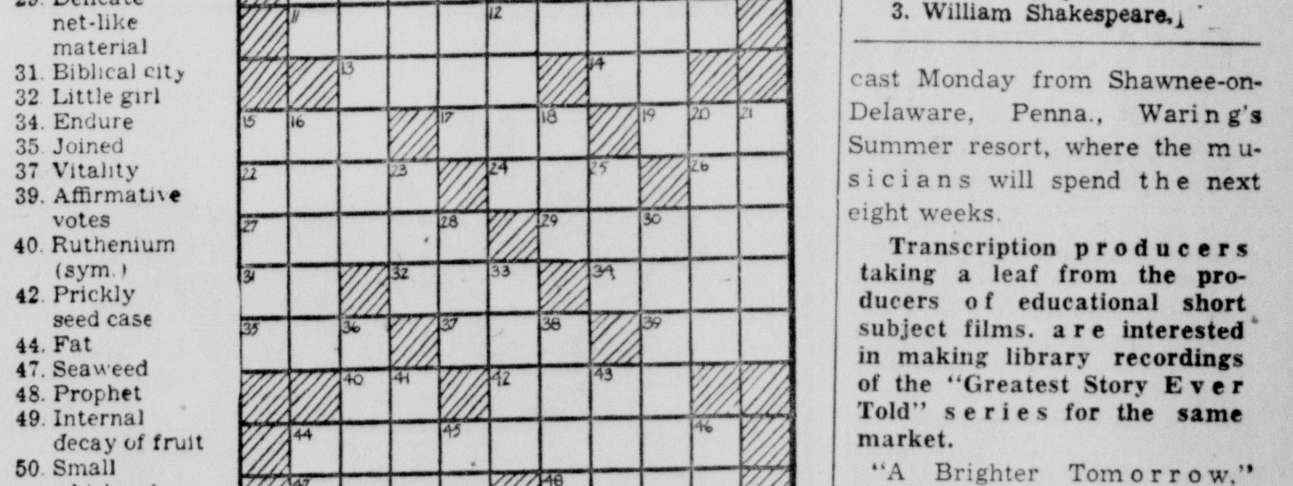 29. Delicate
net-like
material
31. Biblical city
32. Little girl
34. Endure
35. Joined
37. Vitality
39. Affirmative
votes
40. Ruthenium
(sym.)
42. Prickly
seed case
44. Fat
47. Seaweed
48. Prophet
49. Internal
decay of fruit
50. Small
11 12
13 14
15 16 17 18 19 20 21
22 23 24 25 26
27 28 29 30
31 32 33 34
35 36 37 38 39
40 41 42 43
44 45 46
47 48
3. William Shakespeare.
cast Monday from Shawnee-on-
Delaware, Penna., Waring's
Summer resort, where the mu-
sicians will spend the next
eight weeks.
Transcription producers
taking a leaf from the pro-
ducers of educational short
subject films. are interested
in making library recordings
of the "Greatest Story Ever
Told" series for the same
market.
"A Brighter Tomorrow,"